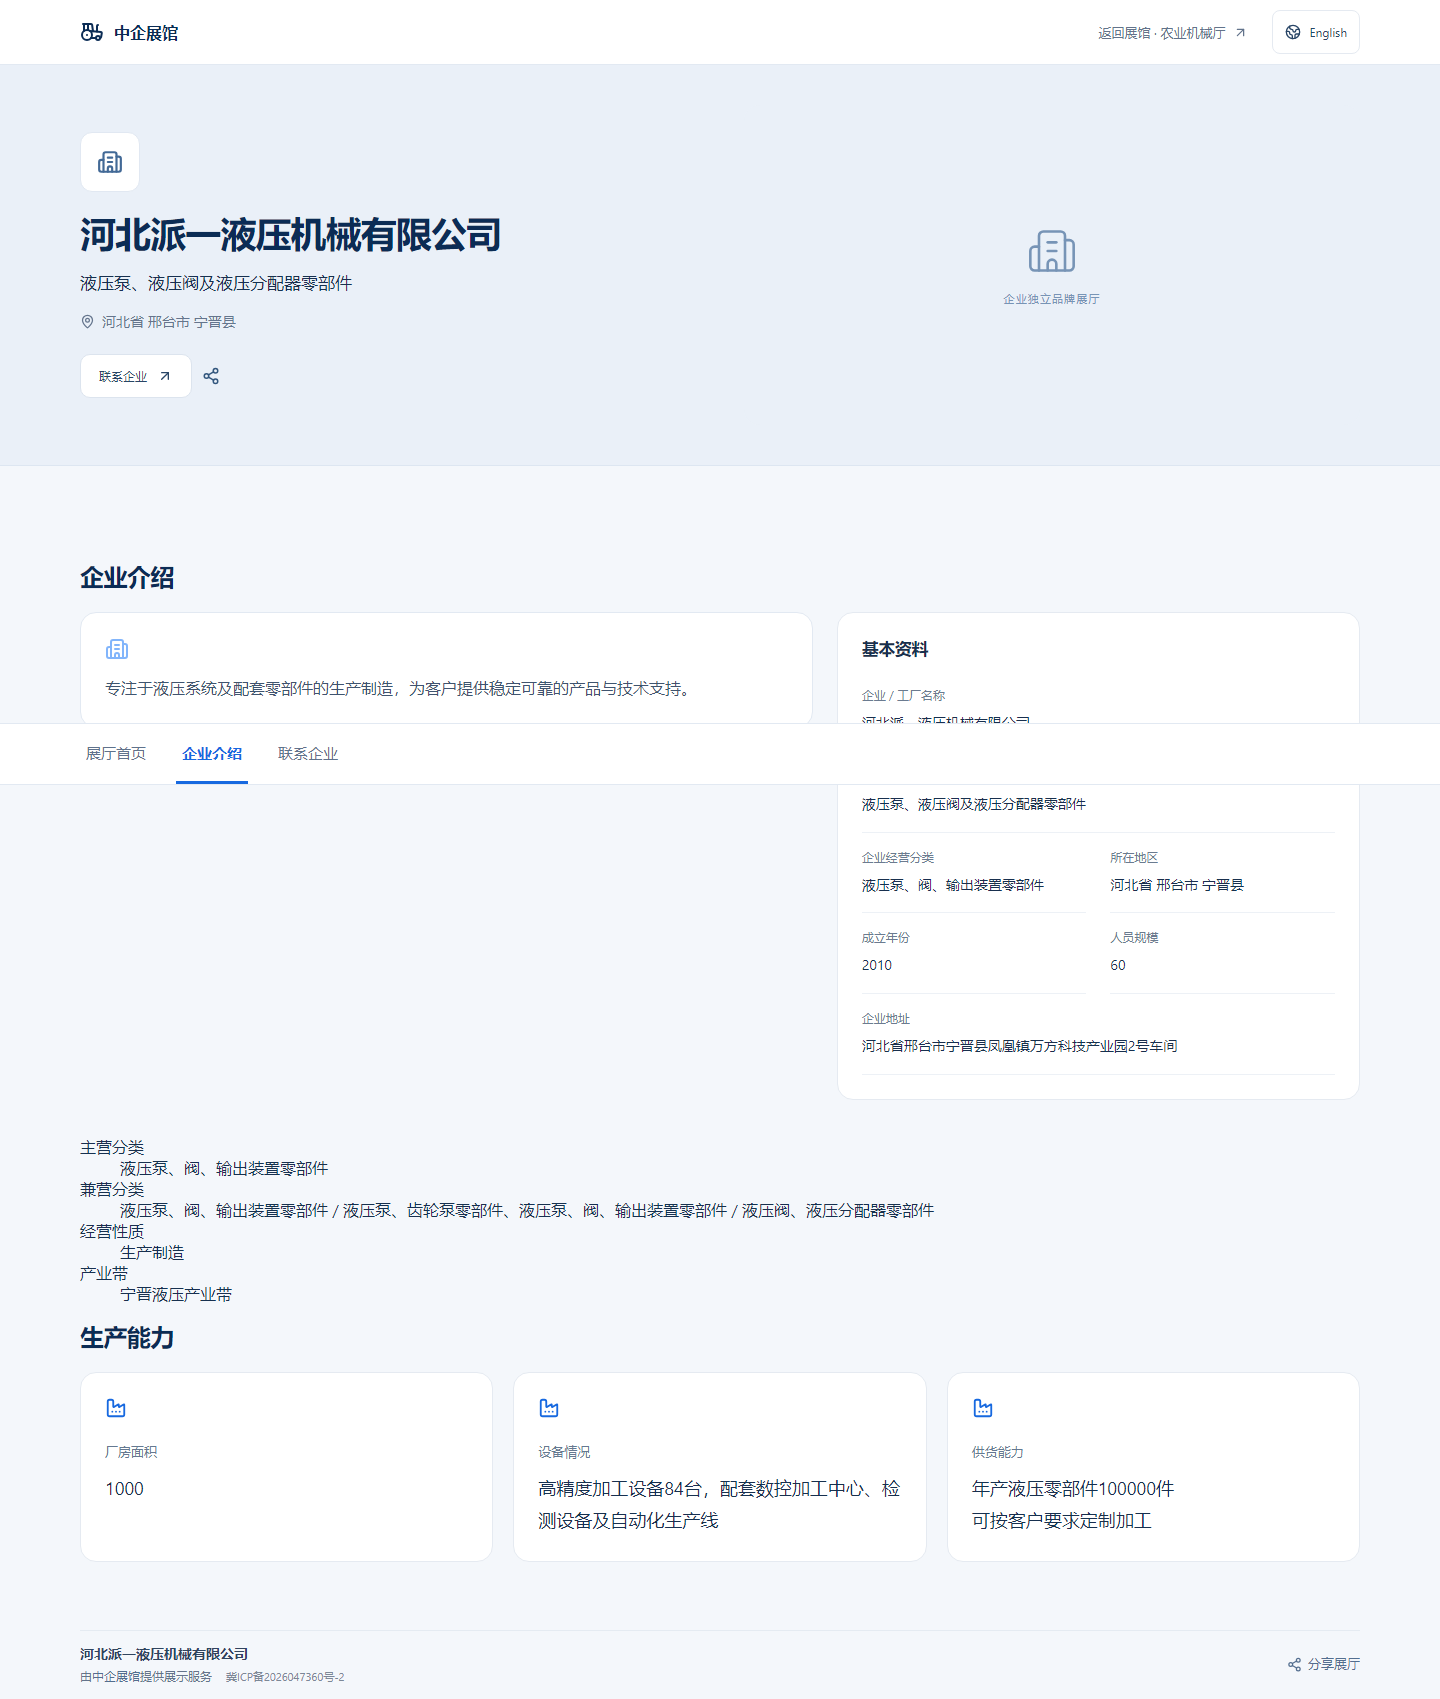 中企展馆
返回展馆 · 农业机械厅
English
河北派一液压机械有限公司
液压泵、液压阀及液压分配器零部件
河北省 邢台市 宁晋县
联系企业
企业独立品牌展厅
企业介绍
专注于液压系统及配套零部件的生产制造，为客户提供稳定可靠的产品与技术支持。
基本资料
企业 / 工厂名称
河北派一液压机械有限公司
展厅首页
企业介绍
联系企业
液压泵、液压阀及液压分配器零部件
企业经营分类
液压泵、阀、输出装置零部件
所在地区
河北省 邢台市 宁晋县
成立年份
2010
人员规模
60
企业地址
河北省邢台市宁晋县凤凰镇万方科技产业园2号车间
主营分类
液压泵、阀、输出装置零部件
兼营分类
液压泵、阀、输出装置零部件 / 液压泵、齿轮泵零部件、液压泵、阀、输出装置零部件 / 液压阀、液压分配器零部件
经营性质
生产制造
产业带
宁晋液压产业带
生产能力
厂房面积
1000
设备情况
高精度加工设备84台，配套数控加工中心、检
测设备及自动化生产线
供货能力
年产液压零部件100000件
可按客户要求定制加工
河北派一液压机械有限公司
由中企展馆提供展示服务
冀ICP备2026047360号-2
分享展厅